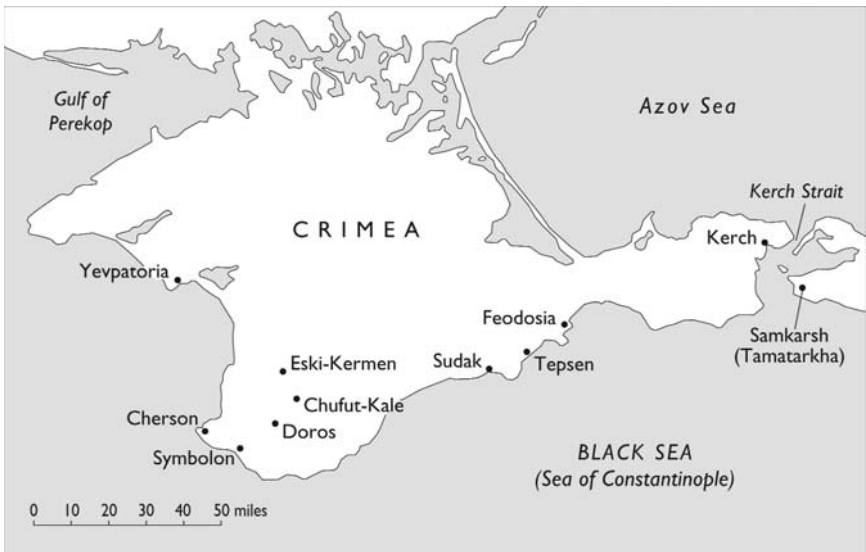 Gulf of
Perekop
Azov Sea
Kerch Strait
CRIMEA
Kerch
Yevpatoria
Feodosia
Samkarsh
(Tamatarkha)
Eski-Kermen
Sudak
Tepsen
Chufut-Kale
Cherson
Doros
Symbolon
BLACK SEA
(Sea of Constantinople)
0 10 20 30 40 50 miles